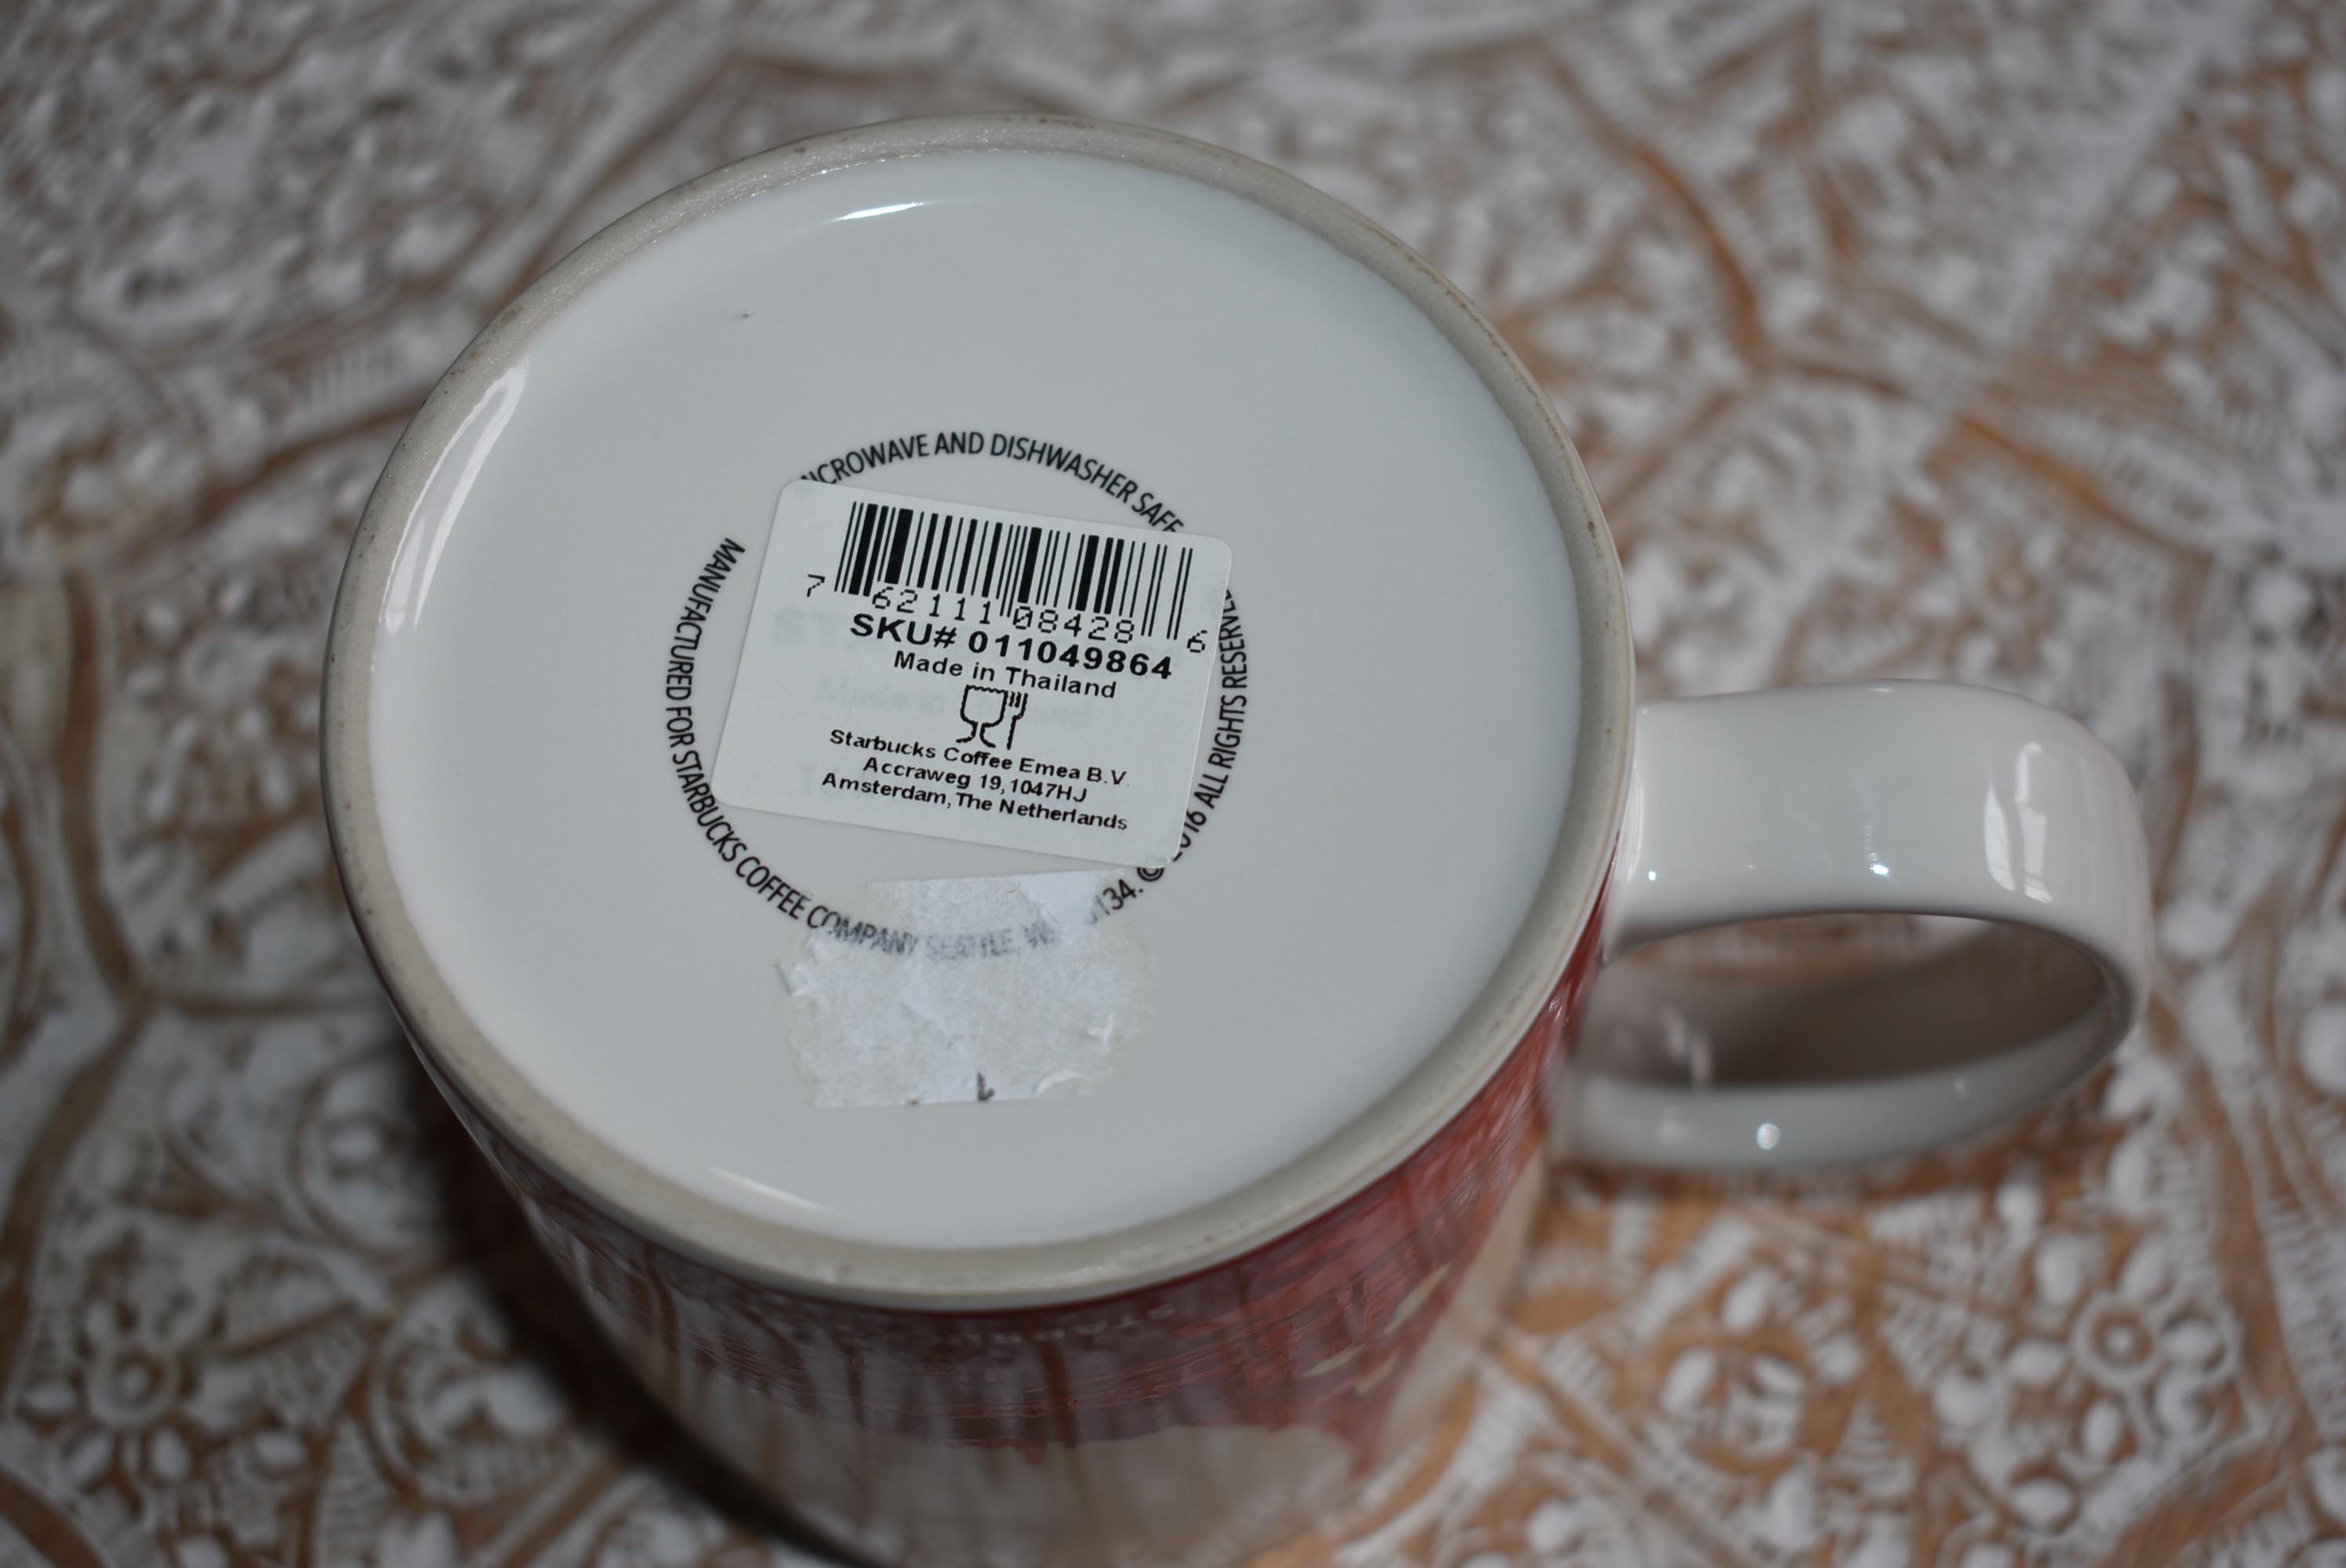 MICROWAVE AND DISHWASHER SAFE
MANUFACTURED FOR STARBUCKS COFFEE COMPANY SEATTLE, 134. © 2016 ALL RIGHTS RESERVED
7 62111 08428 6
SKU# 011049864
Made in Thailand
Starbucks Coffee Emea B.V.
Accraweg 19,1047HJ
Amsterdam,The Netherlands